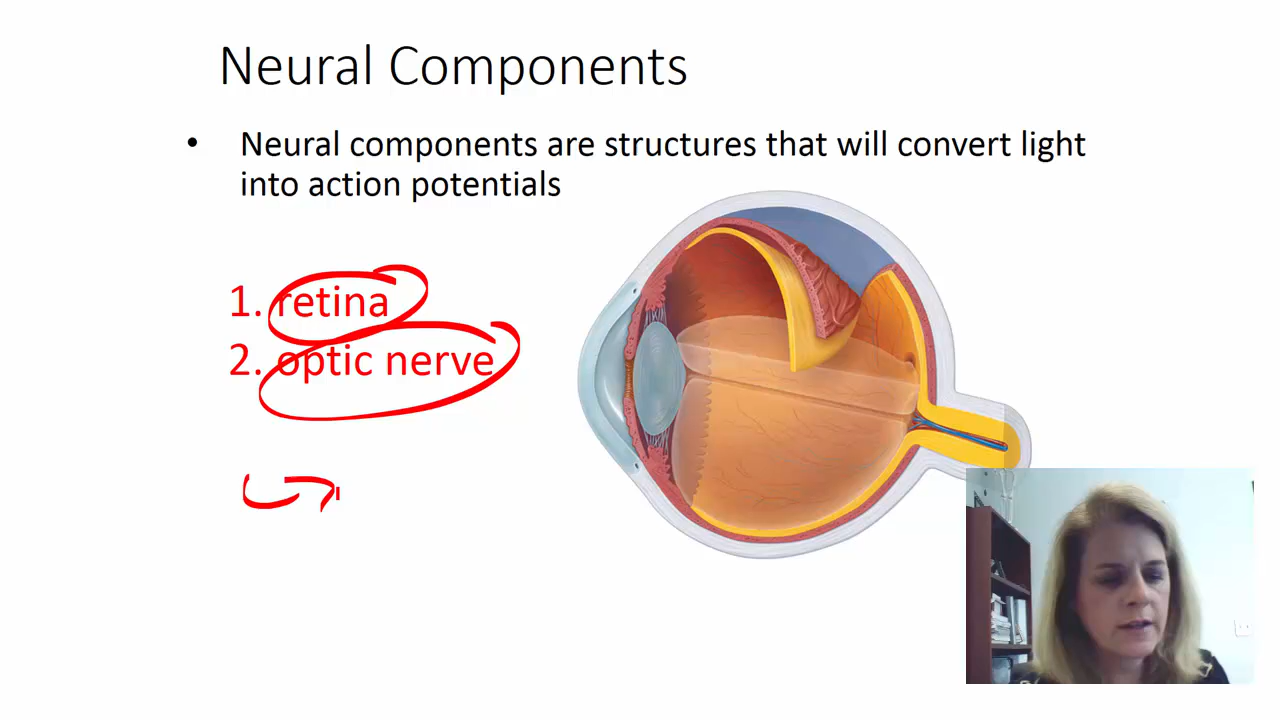 Neural Components
• Neural components are structures that will convert light
into action potentials
1. retina
2. optic nerve